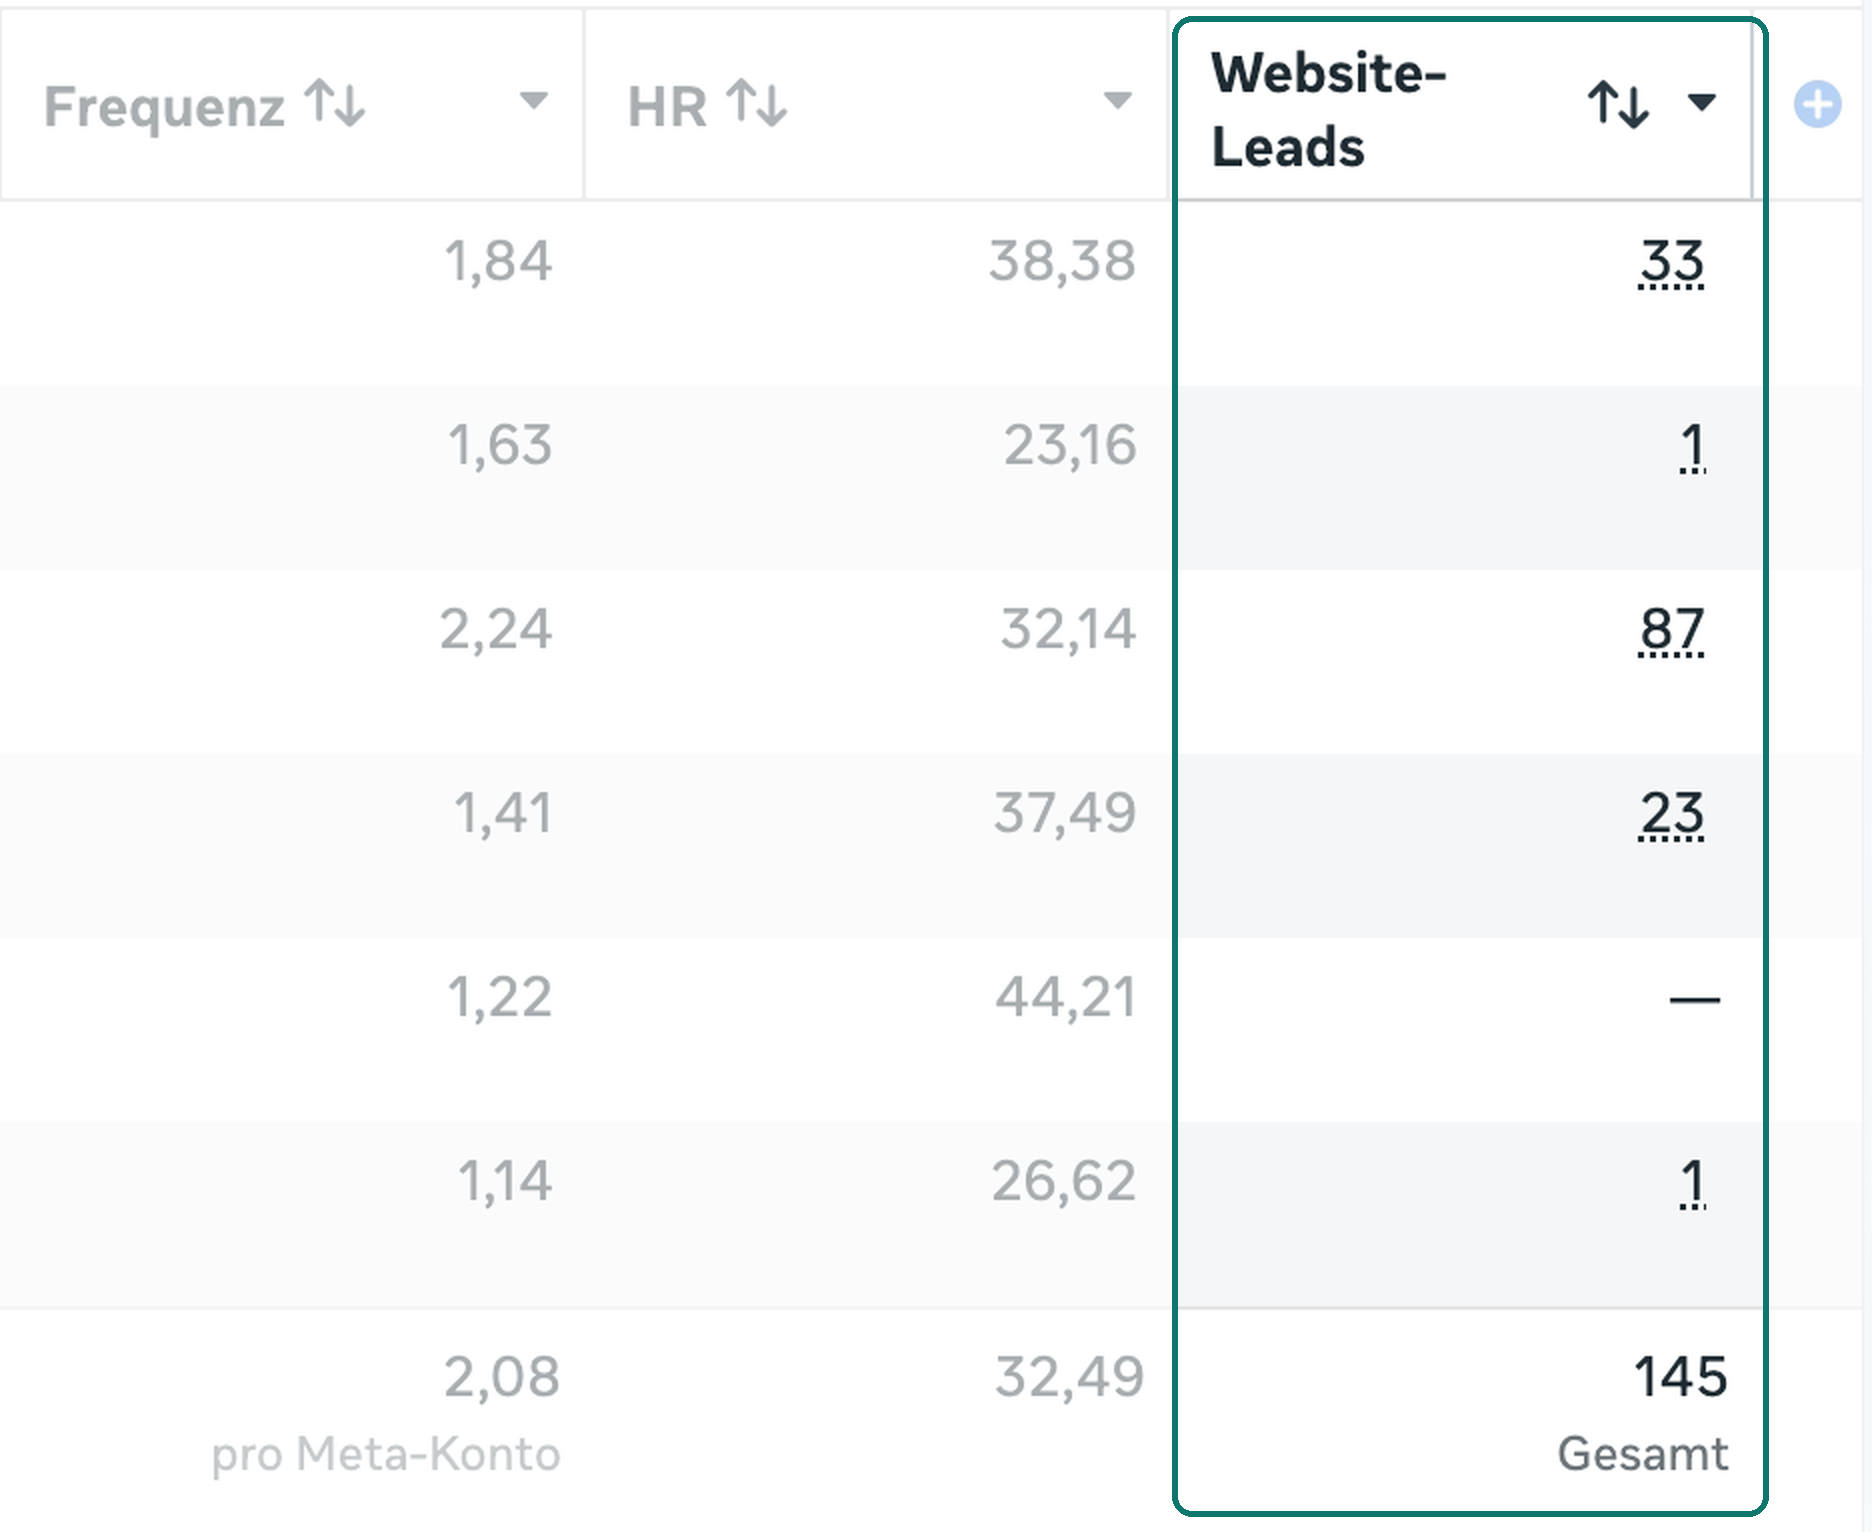 Frequenz HR Website-
Leads
1,84 38,38 33
1,63 23,16 1
2,24 32,14 87
1,41 37,49 23
1,22 44,21 —
1,14 26,62 1
2,08 32,49 145
pro Meta-Konto Gesamt